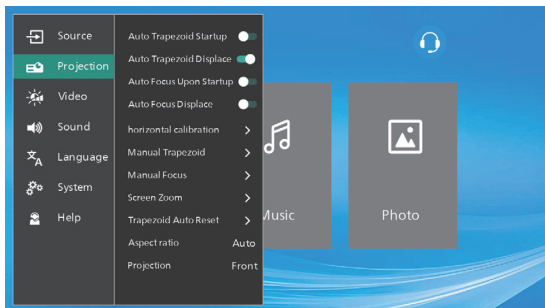 Source
Projection
Video
Sound
Language
System
Help
Auto Trapezoid Startup
Auto Trapezoid Displace
Auto Focus Upon Startup
Auto Focus Displace
horizontal calibration
Manual Trapezoid
Manual Focus
Screen Zoom
Trapezoid Auto Reset
Aspect ratio Auto
Projection Front
Music
Photo